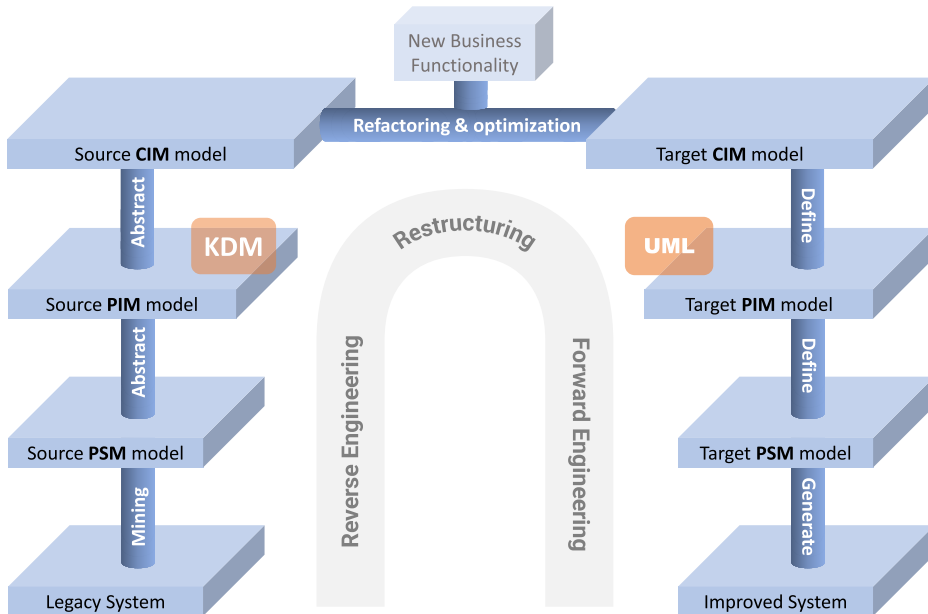 New Business
Functionality
Refactoring & optimization
Source CIM model
Target CIM model
Abstract
Define
KDM
Restructuring
UML
Source PIM model
Target PIM model
Abstract
Define
Reverse Engineering
Forward Engineering
Source PSM model
Target PSM model
Mining
Generate
Legacy System
Improved System